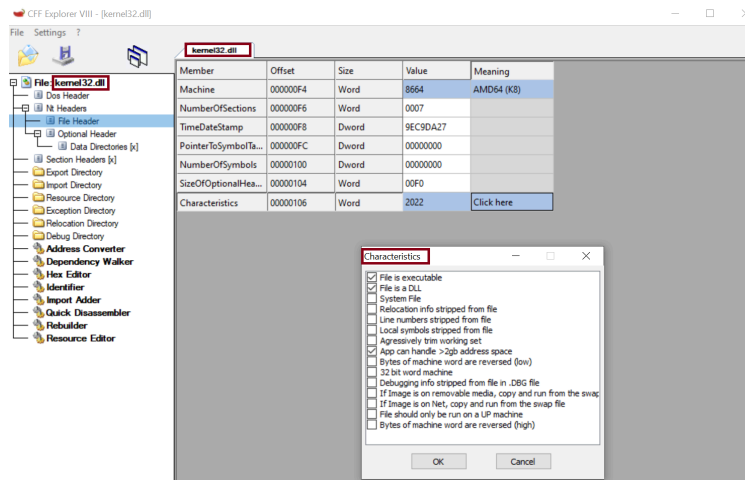 CFF Explorer VIII - [kernel32.dll]
File Settings ?
kernel32.dll
File: kernel32.dll
Dos Header
Nt Headers
File Header
Optional Header
Data Directories [x]
Section Headers [x]
Export Directory
Import Directory
Resource Directory
Exception Directory
Relocation Directory
Debug Directory
Address Converter
Dependency Walker
Hex Editor
Identifier
Import Adder
Quick Disassembler
Rebuilder
Resource Editor
Member Offset Size Value Meaning
Machine 000000F4 Word 8664 AMD64 (K8)
NumberOfSections 000000F6 Word 0007
TimeDateStamp 000000F8 Dword 9EC9DA27
PointerToSymbolTa... 000000FC Dword 00000000
NumberOfSymbols 00000100 Dword 00000000
SizeOfOptionalHea... 00000104 Word 00F0
Characteristics 00000106 Word 2022 Click here
Characteristics
File is executable
File is a DLL
System File
Relocation info stripped from file
Line numbers stripped from file
Local symbols stripped from file
Agressively trim working set
App can handle >2gb address space
Bytes of machine word are reversed (low)
32 bit word machine
Debugging info stripped from file in .DBG file
If Image is on removable media, copy and run from the swap
If Image is on Net, copy and run from the swap file
File should only be run on a UP machine
Bytes of machine word are reversed (high)
OK Cancel